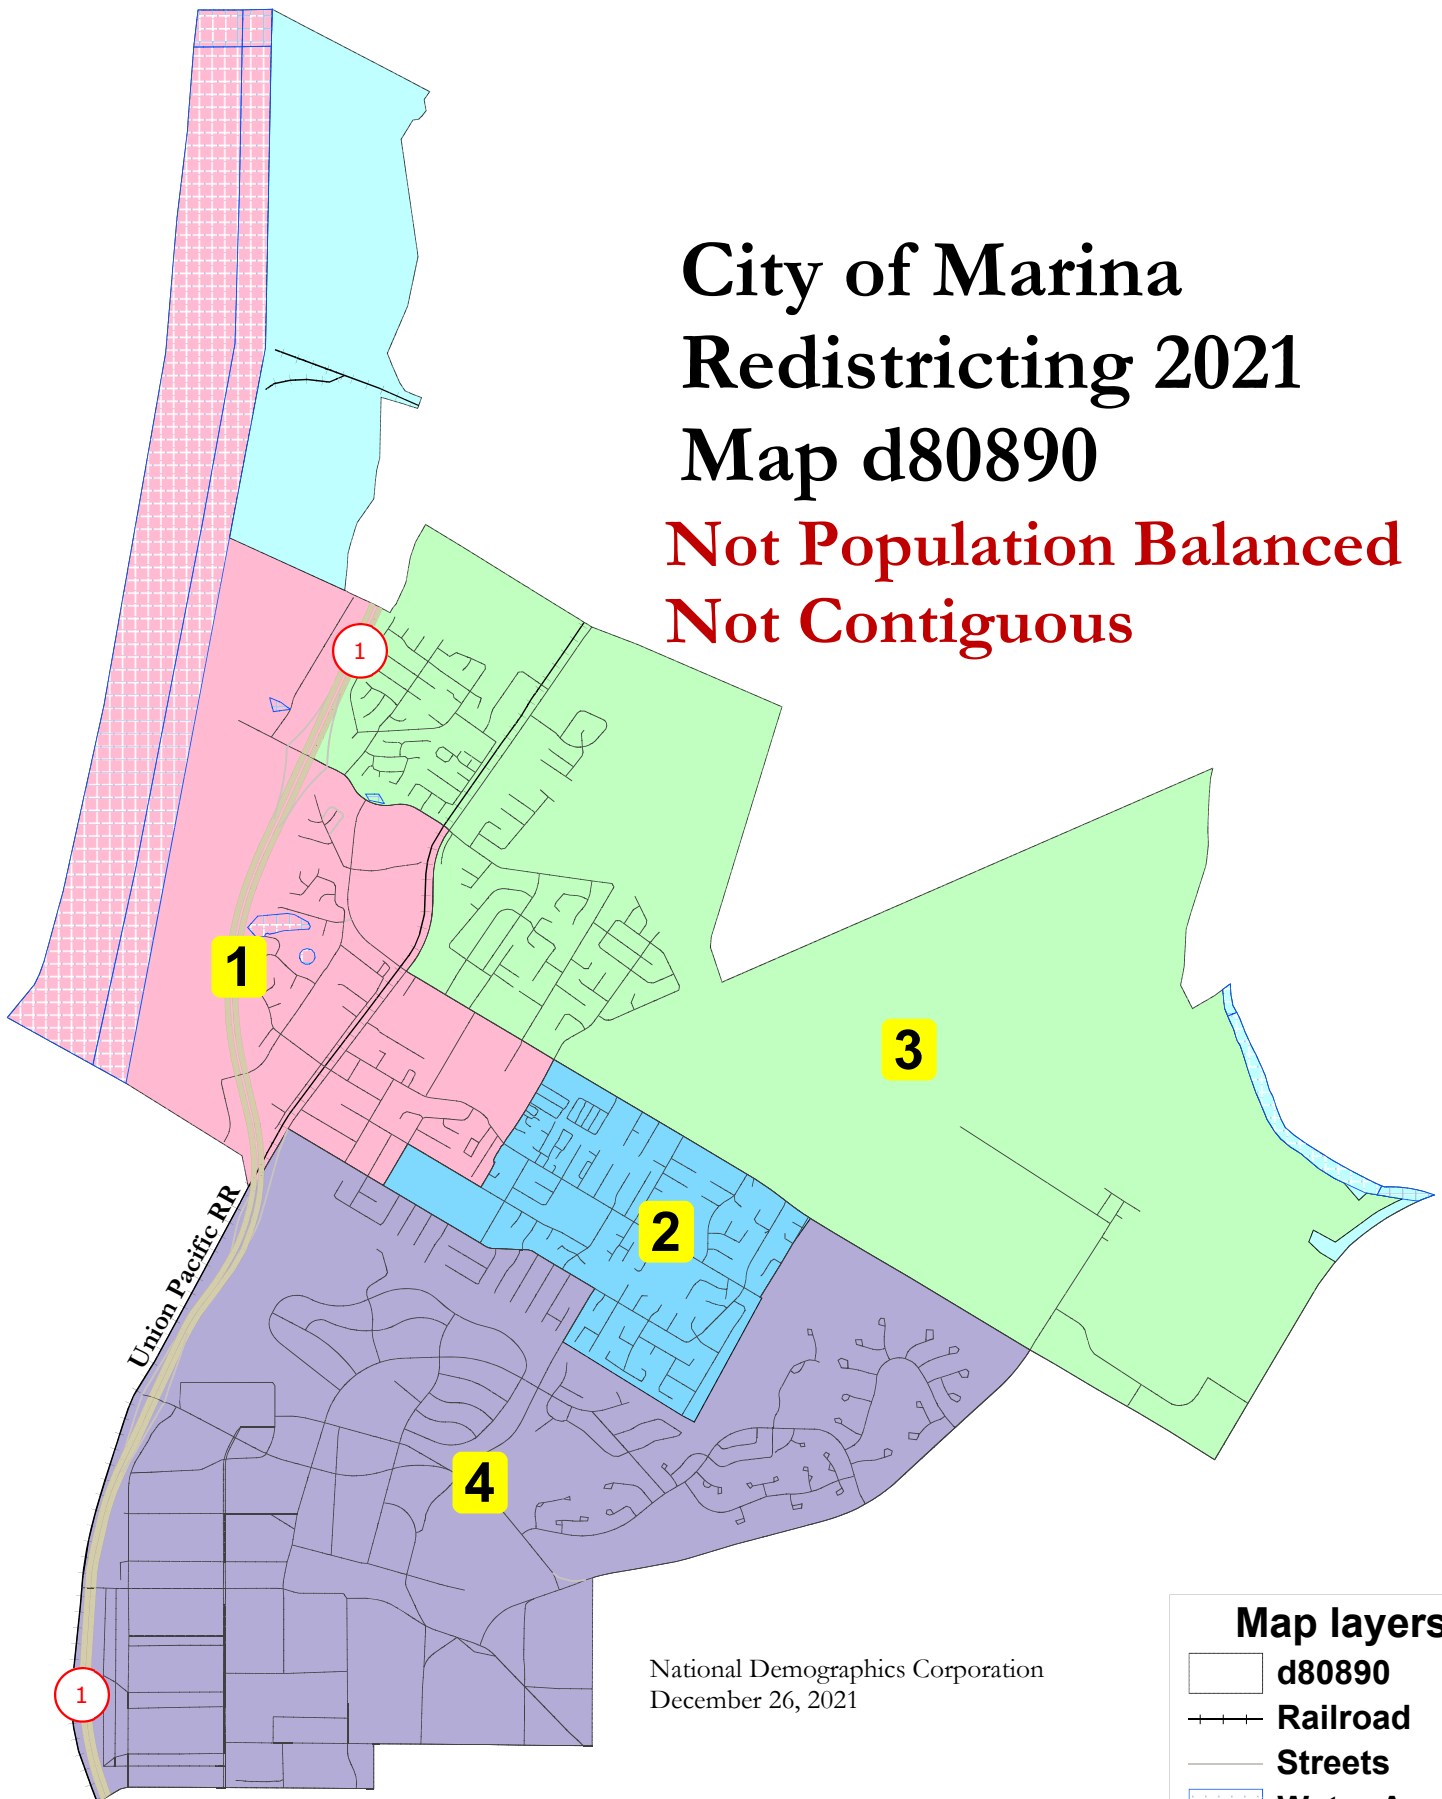 City of Marina
Redistricting 2021
Map d80890
Not Population Balanced
Not Contiguous
1
1
3
2
Union Pacific RR
4
1
National Demographics Corporation
December 26, 2021
Map layers
d80890
Railroad
Streets